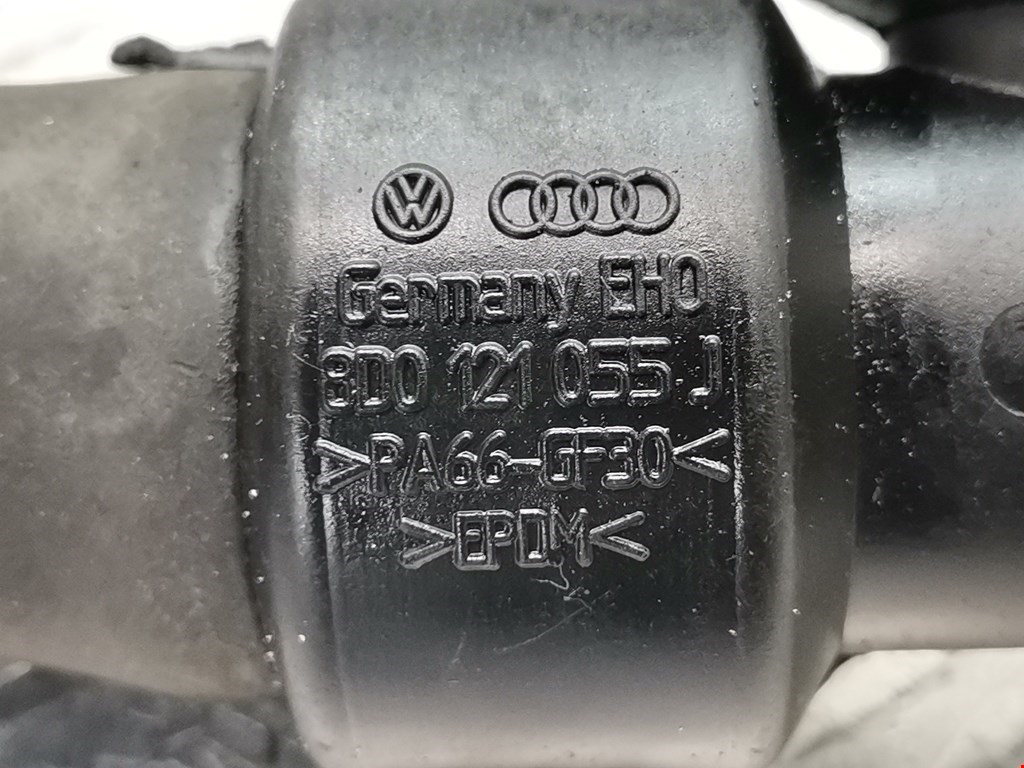 Germany EHO
8D0 121 055 J
>PA66-GF30<
>EPDM<